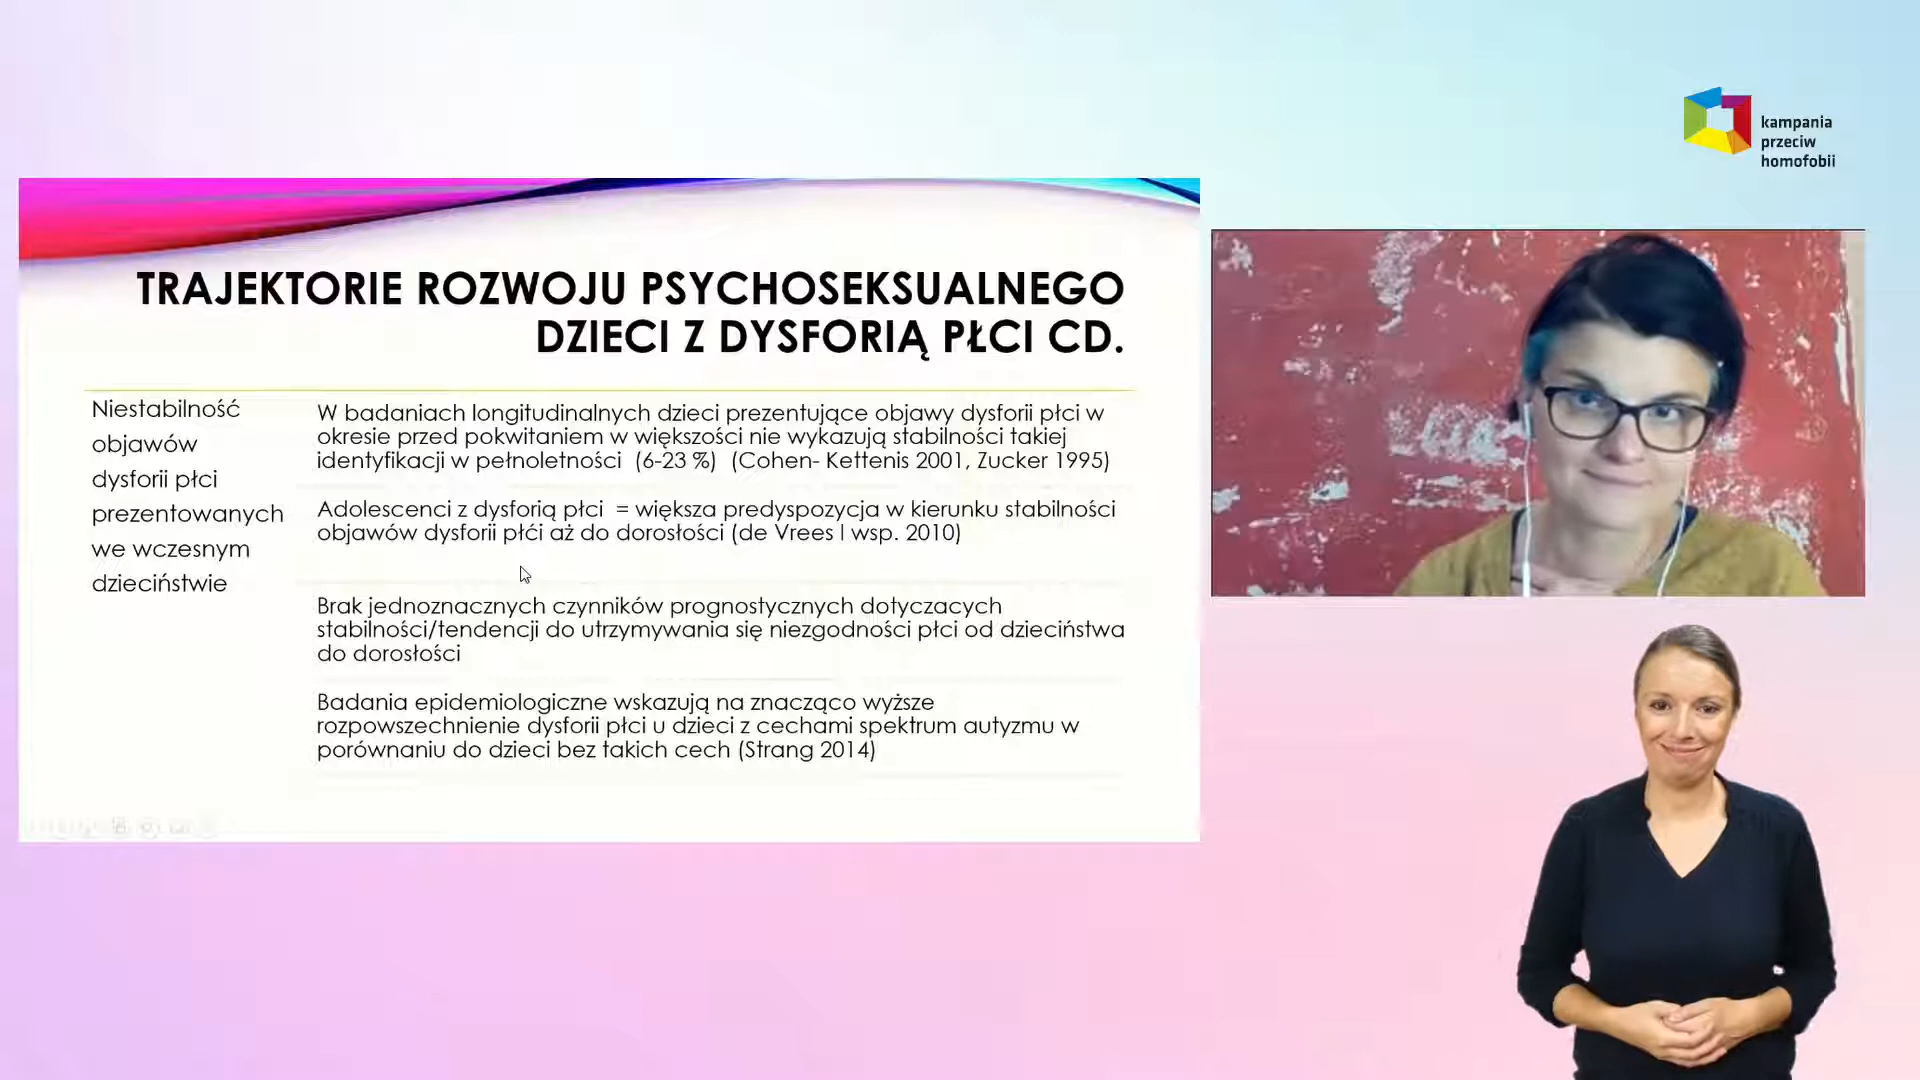 kampania
przeciw
homofobii
TRAJEKTORIE ROZWOJU PSYCHOSEKSUALNEGO
DZIECI Z DYSFORIĄ PŁCI CD.
Niestabilność
objawów
dysforii płci
prezentowanych
we wczesnym
dzieciństwie
W badaniach longitudinalnych dzieci prezentujące objawy dysforii płci w
okresie przed pokwitaniem w większości nie wykazują stabilności takiej
identyfikacji w pełnoletności (6-23 %) (Cohen- Kettenis 2001, Zucker 1995)
Adolescenci z dysforią płci = większa predyspozycja w kierunku stabilności
objawów dysforii płći aż do dorosłości (de Vrees I wsp. 2010)
Brak jednoznacznych czynników prognostycznych dotyczacych
stabilności/tendencji do utrzymywania się niezgodności płci od dzieciństwa
do dorosłości
Badania epidemiologiczne wskazują na znacząco wyższe
rozpowszechnienie dysforii płci u dzieci z cechami spektrum autyzmu w
porównaniu do dzieci bez takich cech (Strang 2014)